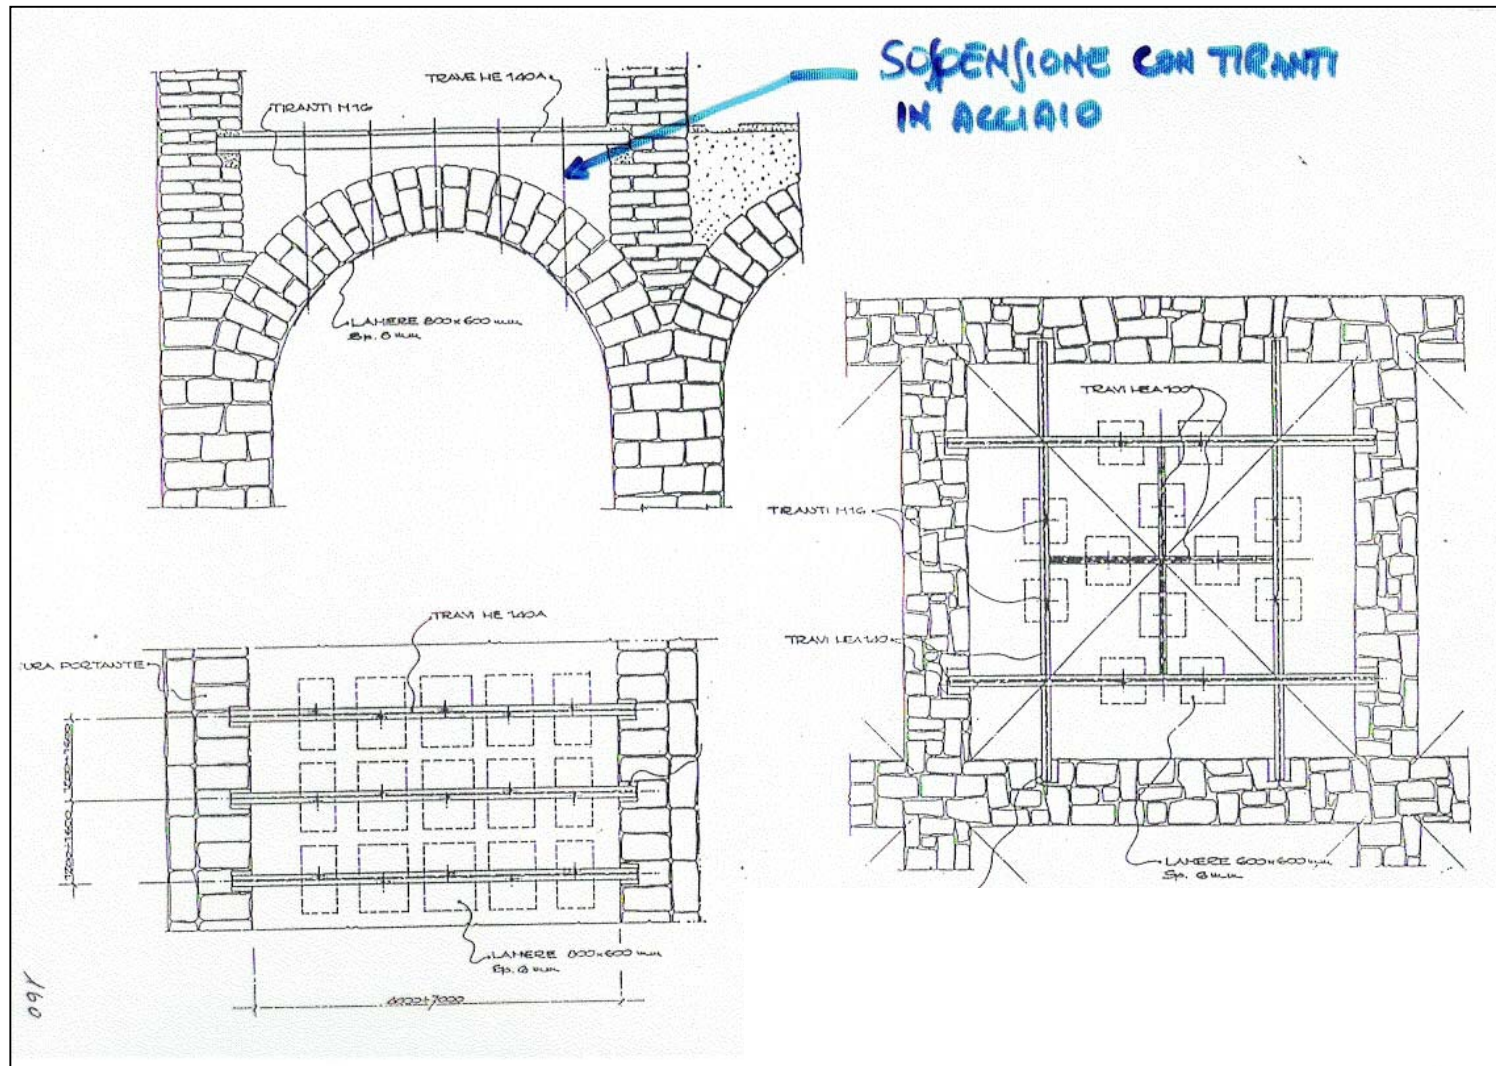 SOSPENSIONE CON TIRANTI
IN ACCIAIO
TRAVE HE 140A
TIRANTI M16
LAMIERE 800x600 mm
Sp. 8 mm
TRAVI HEA 100
TIRANTI M16
TRAVI HEA 140
LAMIERE 600x600 mm
Sp. 8 mm
TRAVI HE 140A
URA PORTANTE
LAMIERE 800x600 mm
Sp. 8 mm
6000÷7000
160